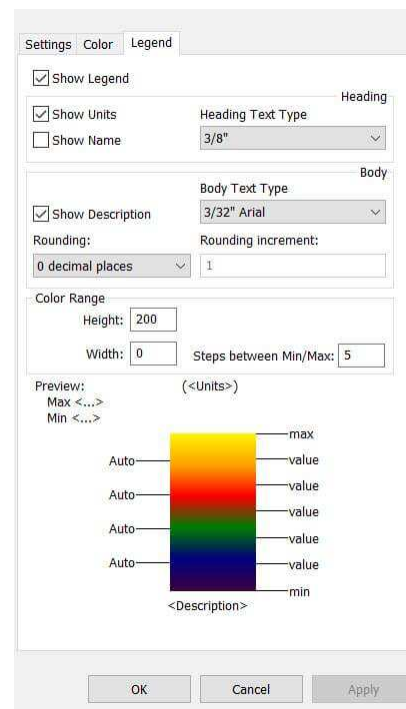 Settings Color Legend
Show Legend
Heading
Show Units Heading Text Type
Show Name 3/8"
Body
Body Text Type
Show Description 3/32" Arial
Rounding: Rounding increment:
0 decimal places 1
Color Range
Height: 200
Width: 0 Steps between Min/Max: 5
Preview: (<Units>)
Max <...>
Min <...>
max
Auto value
value
Auto
value
Auto
value
Auto value
min
<Description>
OK Cancel Apply